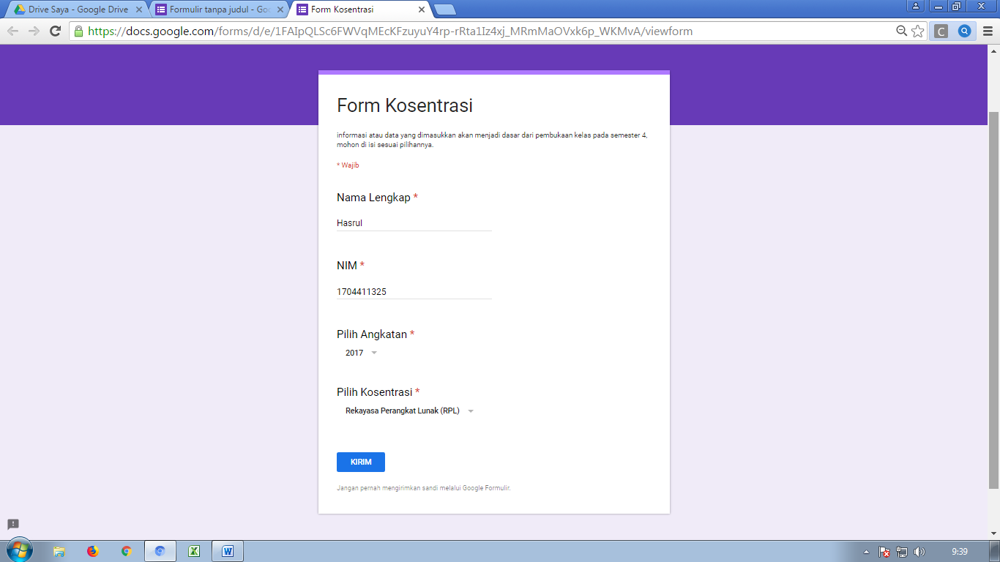 Drive Saya - Google Drive
Formulir tanpa judul - Goo
Form Kosentrasi
https://docs.google.com/forms/d/e/1FAIpQLSc6FWVqMEcKFzuyuY4rp-rRta1Iz4xj_MRmMaOVxk6p_WKMvA/viewform
C
Form Kosentrasi
informasi atau data yang dimasukkan akan menjadi dasar dari pembukaan kelas pada semester 4,
mohon di isi sesuai pilihannya.
* Wajib
Nama Lengkap *
Hasrul
NIM *
1704411325
Pilih Angkatan *
2017
Pilih Kosentrasi *
Rekayasa Perangkat Lunak (RPL)
KIRIM
Jangan pernah mengirimkan sandi melalui Google Formulir.
9:39